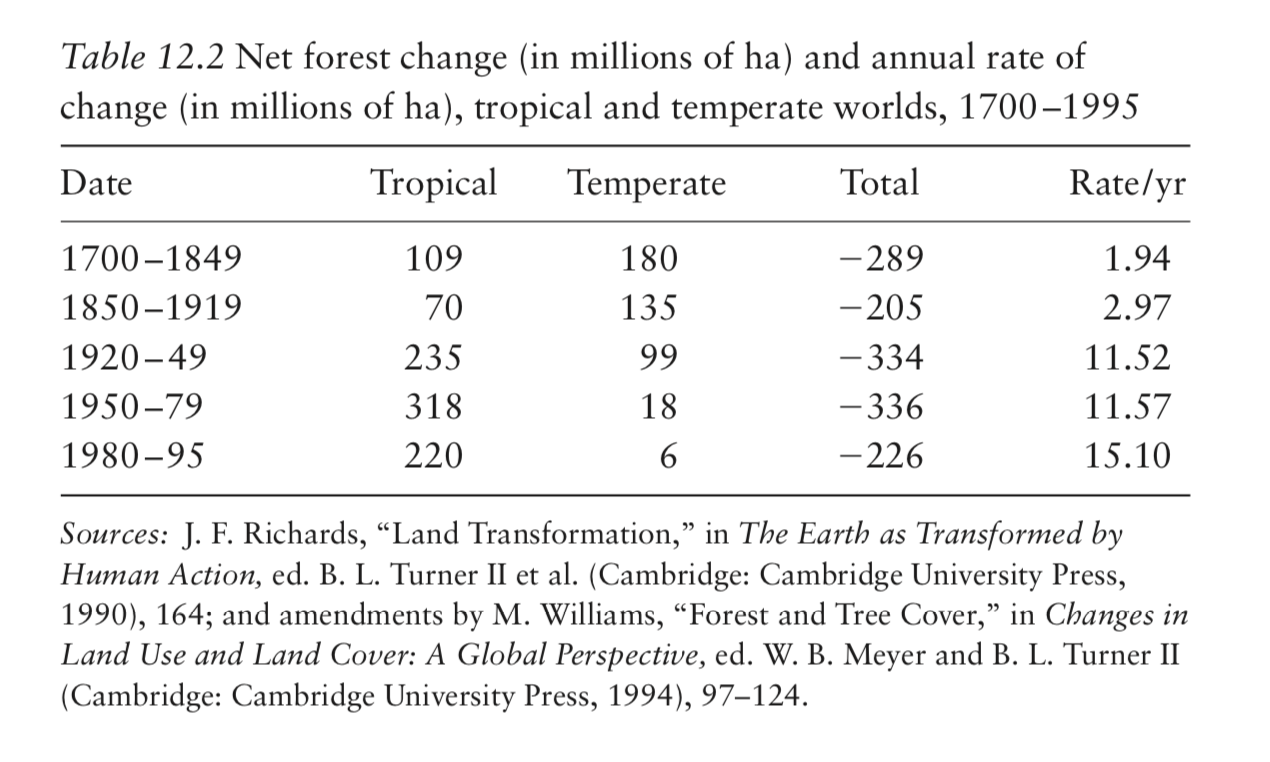 Table 12.2 Net forest change (in millions of ha) and annual rate of
change (in millions of ha), tropical and temperate worlds, 1700–1995
Date Tropical Temperate Total Rate/yr
1700–1849 109 180 −289 1.94
1850–1919 70 135 −205 2.97
1920–49 235 99 −334 11.52
1950–79 318 18 −336 11.57
1980–95 220 6 −226 15.10
Sources: J. F. Richards, “Land Transformation,” in The Earth as Transformed by
Human Action, ed. B. L. Turner II et al. (Cambridge: Cambridge University Press,
1990), 164; and amendments by M. Williams, “Forest and Tree Cover,” in Changes in
Land Use and Land Cover: A Global Perspective, ed. W. B. Meyer and B. L. Turner II
(Cambridge: Cambridge University Press, 1994), 97–124.